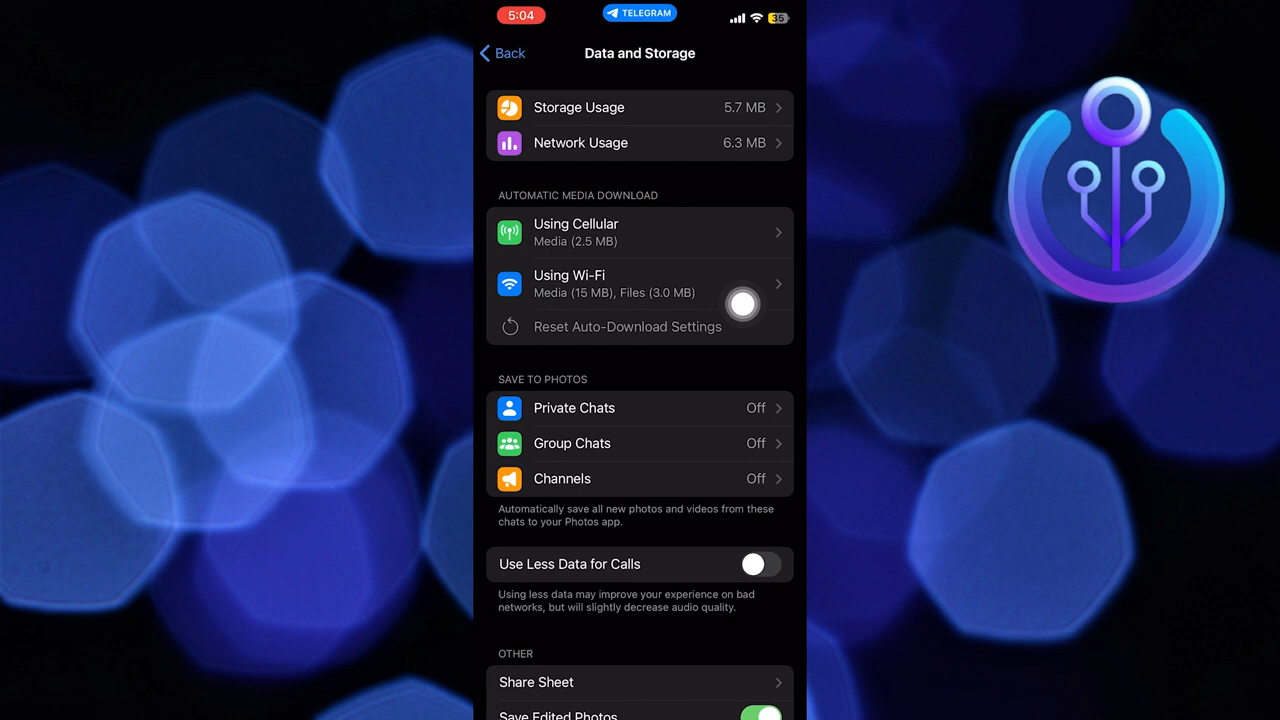 5:04
TELEGRAM
35
Back
Data and Storage
Storage Usage 5.7 MB
Network Usage 6.3 MB
AUTOMATIC MEDIA DOWNLOAD
Using Cellular
Media (2.5 MB)
Using Wi-Fi
Media (15 MB), Files (3.0 MB)
Reset Auto-Download Settings
SAVE TO PHOTOS
Private Chats Off
Group Chats Off
Channels Off
Automatically save all new photos and videos from these
chats to your Photos app.
Use Less Data for Calls
Using less data may improve your experience on bad
networks, but will slightly decrease audio quality.
OTHER
Share Sheet
Save Edited Photos